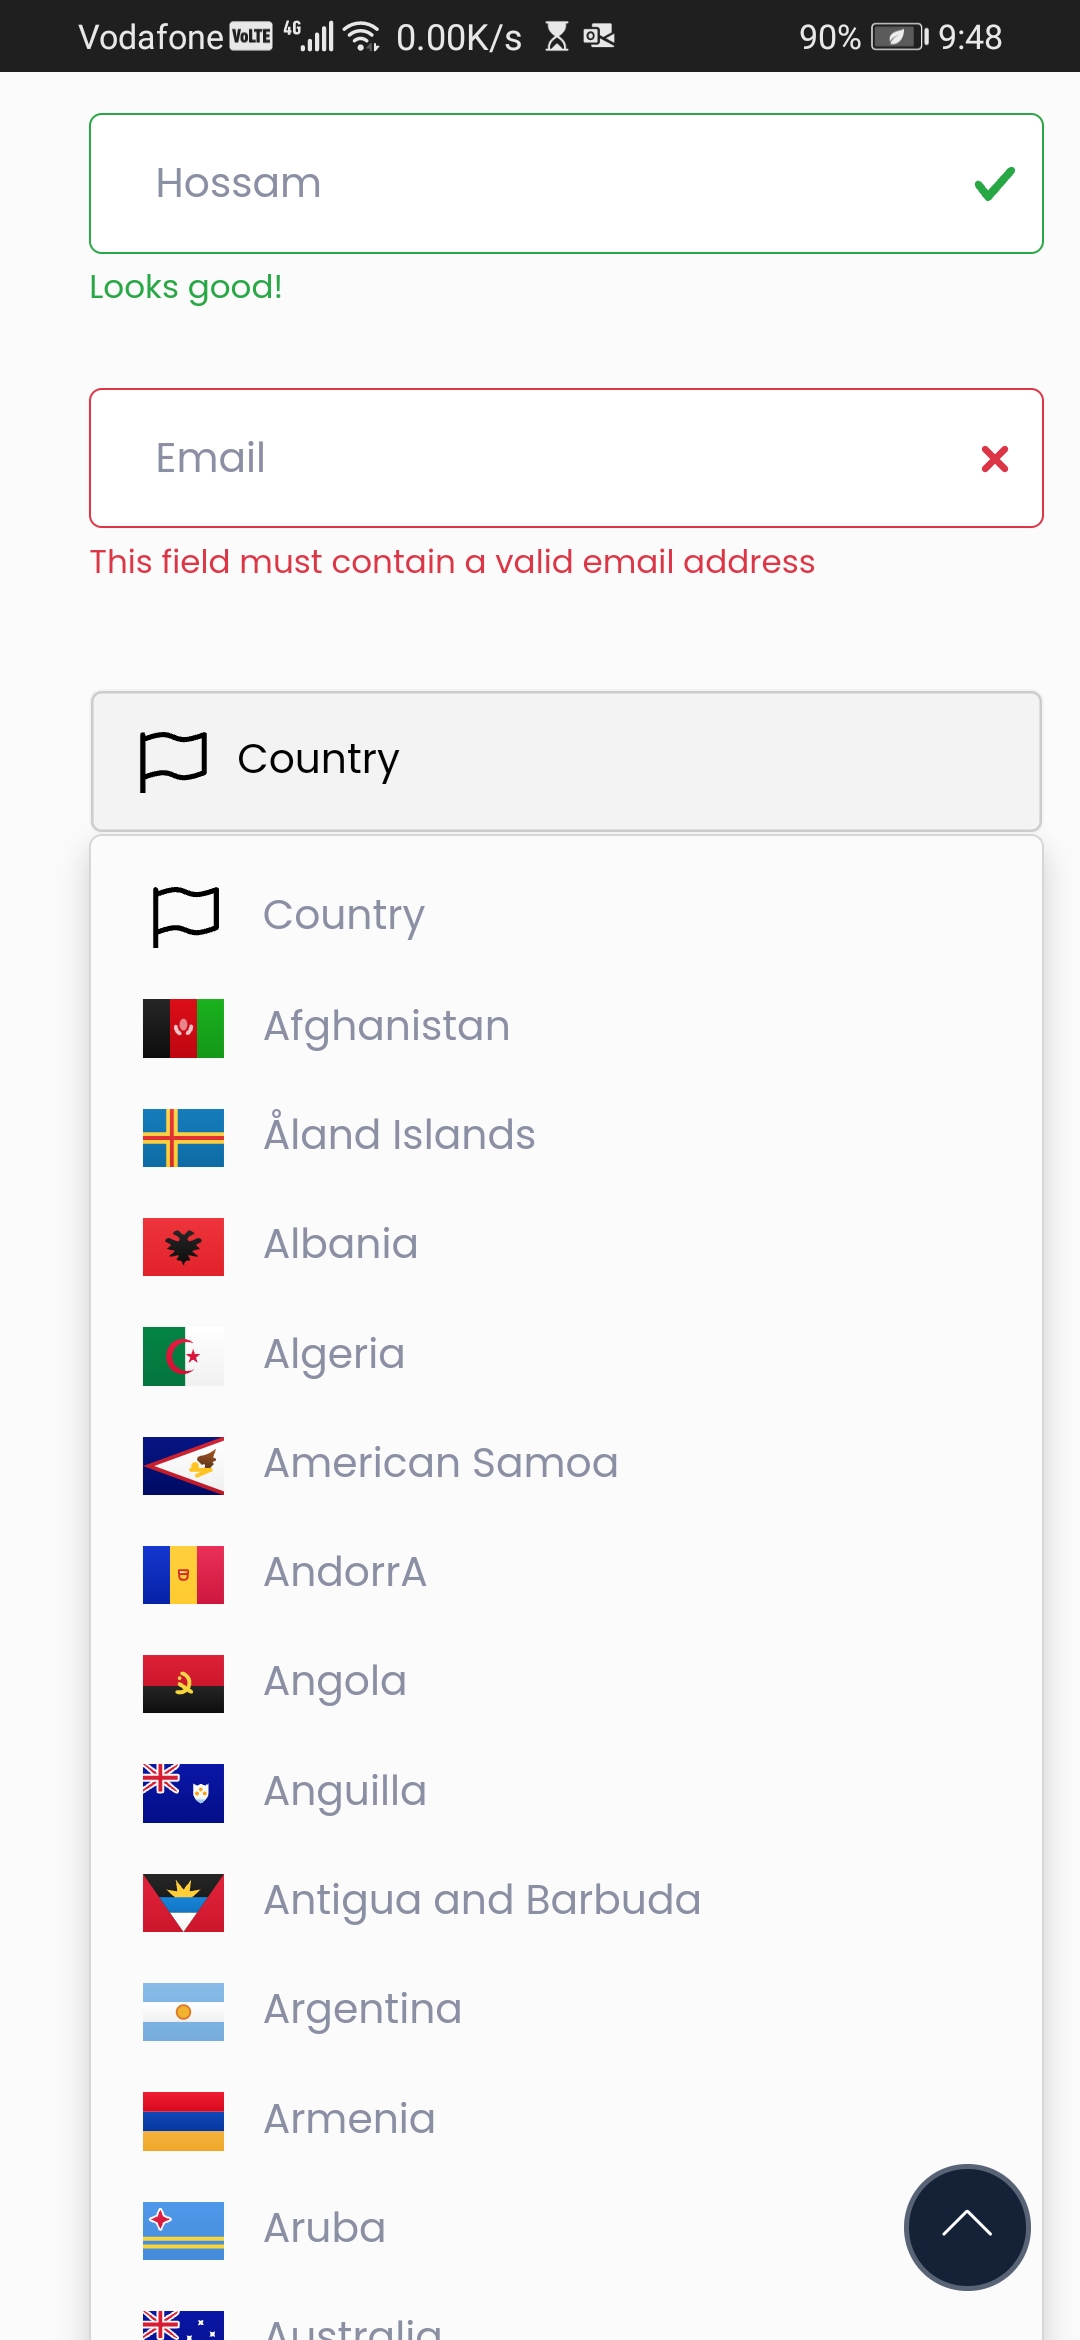 Vodafone VoLTE 4G 0.00K/s 90% 9:48
Hossam
Looks good!
Email
This field must contain a valid email address
Country
Country
Afghanistan
Åland Islands
Albania
Algeria
American Samoa
AndorrA
Angola
Anguilla
Antigua and Barbuda
Argentina
Armenia
Aruba
Australia